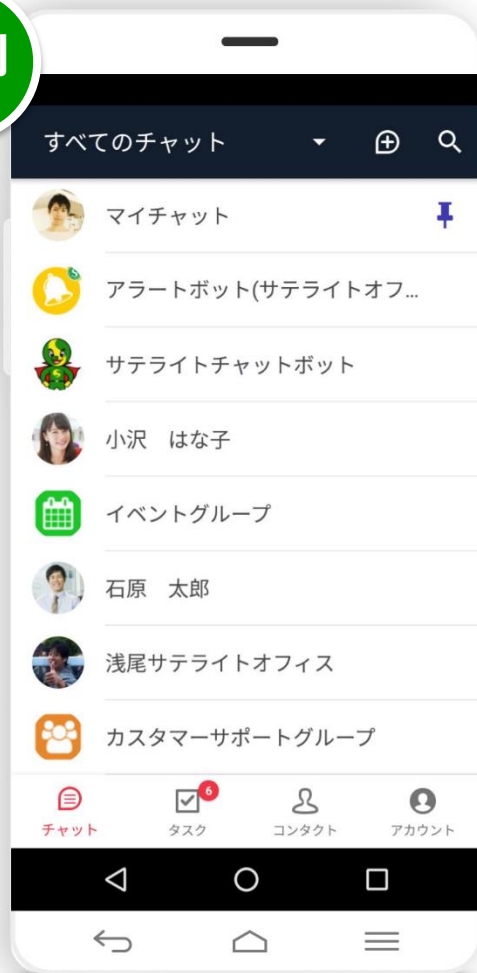 すべてのチャット
マイチャット
アラートボット(サテライトオフ...
サテライトチャットボット
小沢　はな子
イベントグループ
石原　太郎
浅尾サテライトオフィス
カスタマーサポートグループ
6
チャット
タスク
コンタクト
アカウント